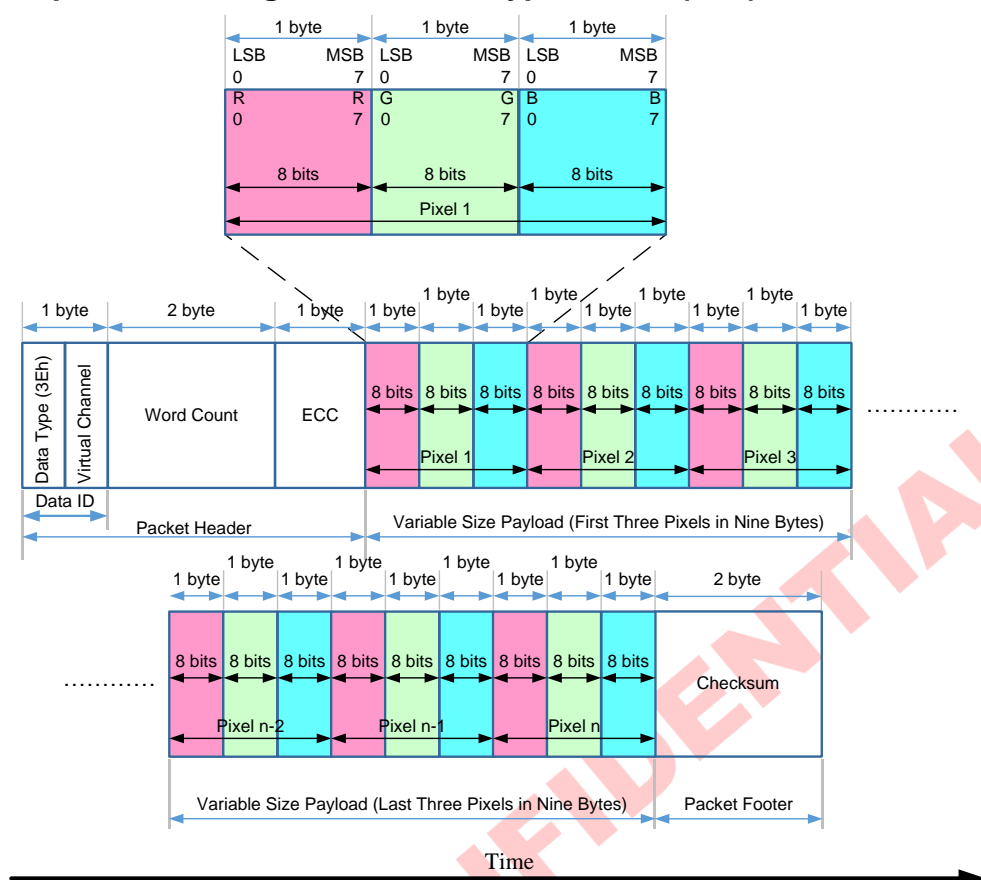 1 byte 1 byte 1 byte
LSB MSB LSB MSB LSB MSB
0 7 0 7 0 7
R R G G B B
0 7 0 7 0 7
8 bits 8 bits 8 bits
Pixel 1
1 byte 2 byte 1 byte 1 byte 1 byte 1 byte 1 byte 1 byte 1 byte 1 byte 1 byte 1 byte
Data Type (3Eh)
Virtual Channel
Word Count
ECC
8 bits 8 bits 8 bits 8 bits 8 bits 8 bits 8 bits 8 bits 8 bits
............
Pixel 1 Pixel 2 Pixel 3
Data ID
Packet Header
Variable Size Payload (First Three Pixels in Nine Bytes)
1 byte 1 byte 1 byte 1 byte 1 byte 1 byte 1 byte 1 byte 1 byte 2 byte
8 bits 8 bits 8 bits 8 bits 8 bits 8 bits 8 bits 8 bits 8 bits
............
Checksum
Pixel n-2 Pixel n-1 Pixel n
Variable Size Payload (Last Three Pixels in Nine Bytes)
Packet Footer
Time
FIDENTIAL